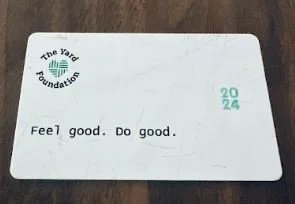 The Yard
Foundation
20
24
Feel good. Do good.